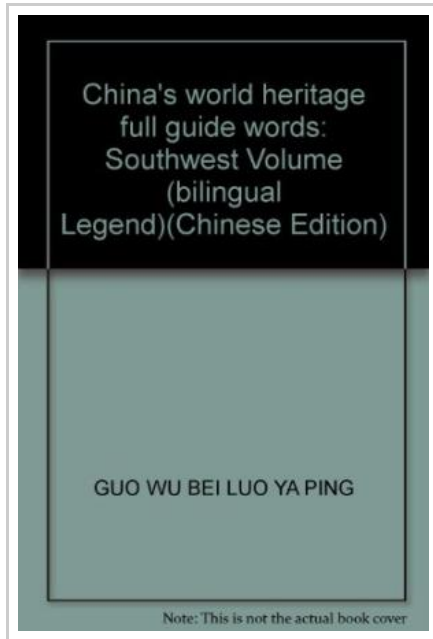 China's world heritage
full guide words:
Southwest Volume
(bilingual
Legend)(Chinese Edition)
GUO WU BEI LUO YA PING
Note: This is not the actual book cover